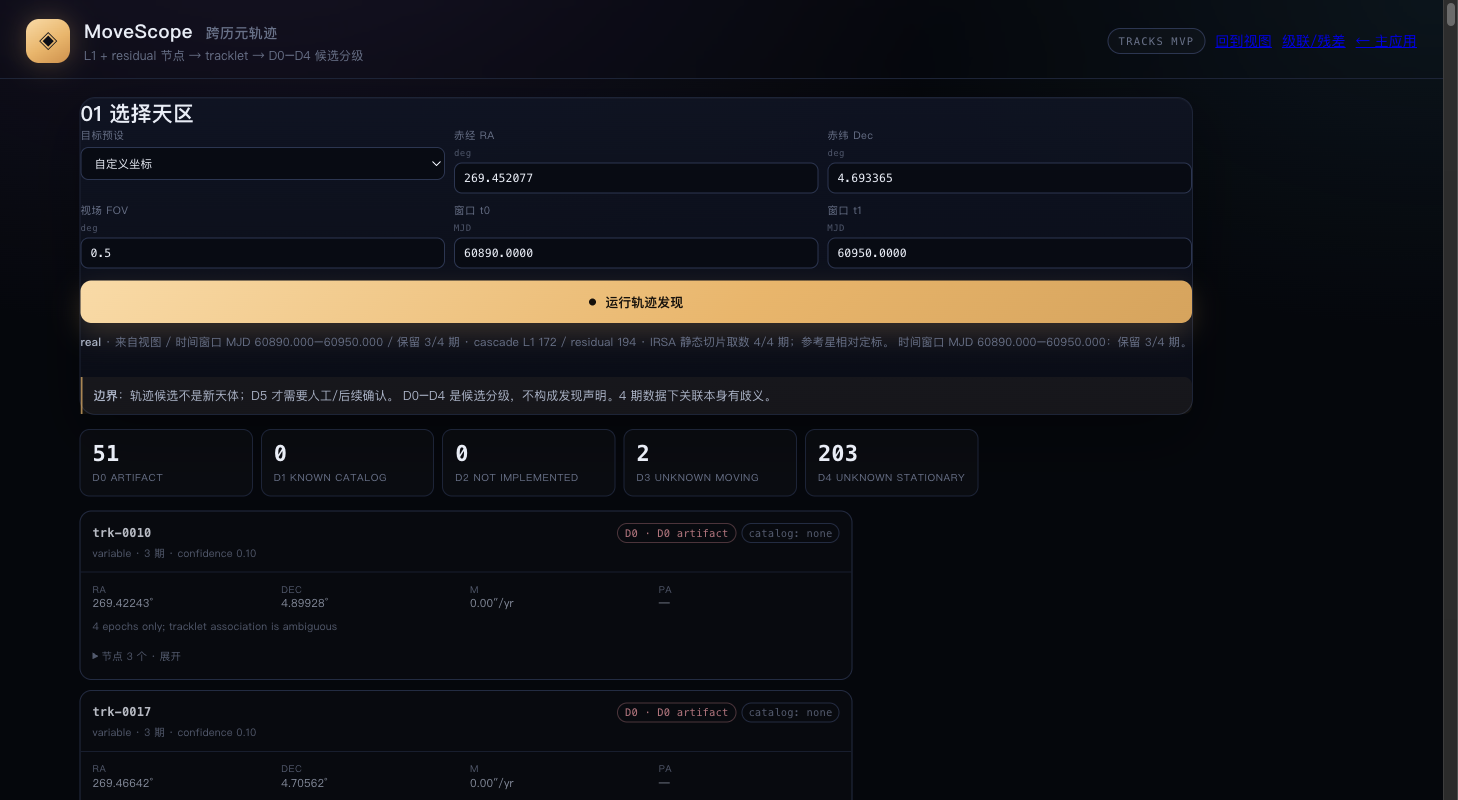 MoveScope 跨历元轨迹
L1 + residual 节点 → tracklet → D0—D4 候选分级
TRACKS MVP 回到视图 级联/残差 ← 主应用
01 选择天区
目标预设 赤经 RA 赤纬 Dec
deg deg
自定义坐标 269.452077 4.693365
视场 FOV 窗口 t0 窗口 t1
deg MJD MJD
0.5 60890.0000 60950.0000
● 运行轨迹发现
real · 来自视图 / 时间窗口 MJD 60890.000—60950.000 / 保留 3/4 期 · cascade L1 172 / residual 194 · IRSA 静态切片取数 4/4 期；参考星相对定标。 时间窗口 MJD 60890.000—60950.000：保留 3/4 期。
边界：轨迹候选不是新天体；D5 才需要人工/后续确认。 D0—D4 是候选分级，不构成发现声明。4 期数据下关联本身有歧义。
51 0 0 2 203
D0 ARTIFACT D1 KNOWN CATALOG D2 NOT IMPLEMENTED D3 UNKNOWN MOVING D4 UNKNOWN STATIONARY
trk-0010 D0 · D0 artifact catalog: none
variable · 3 期 · confidence 0.10
RA DEC M PA
269.42243° 4.89928° 0.00″/yr —
4 epochs only; tracklet association is ambiguous
▶ 节点 3 个 · 展开
trk-0017 D0 · D0 artifact catalog: none
variable · 3 期 · confidence 0.10
RA DEC M PA
269.46642° 4.70562° 0.00″/yr —